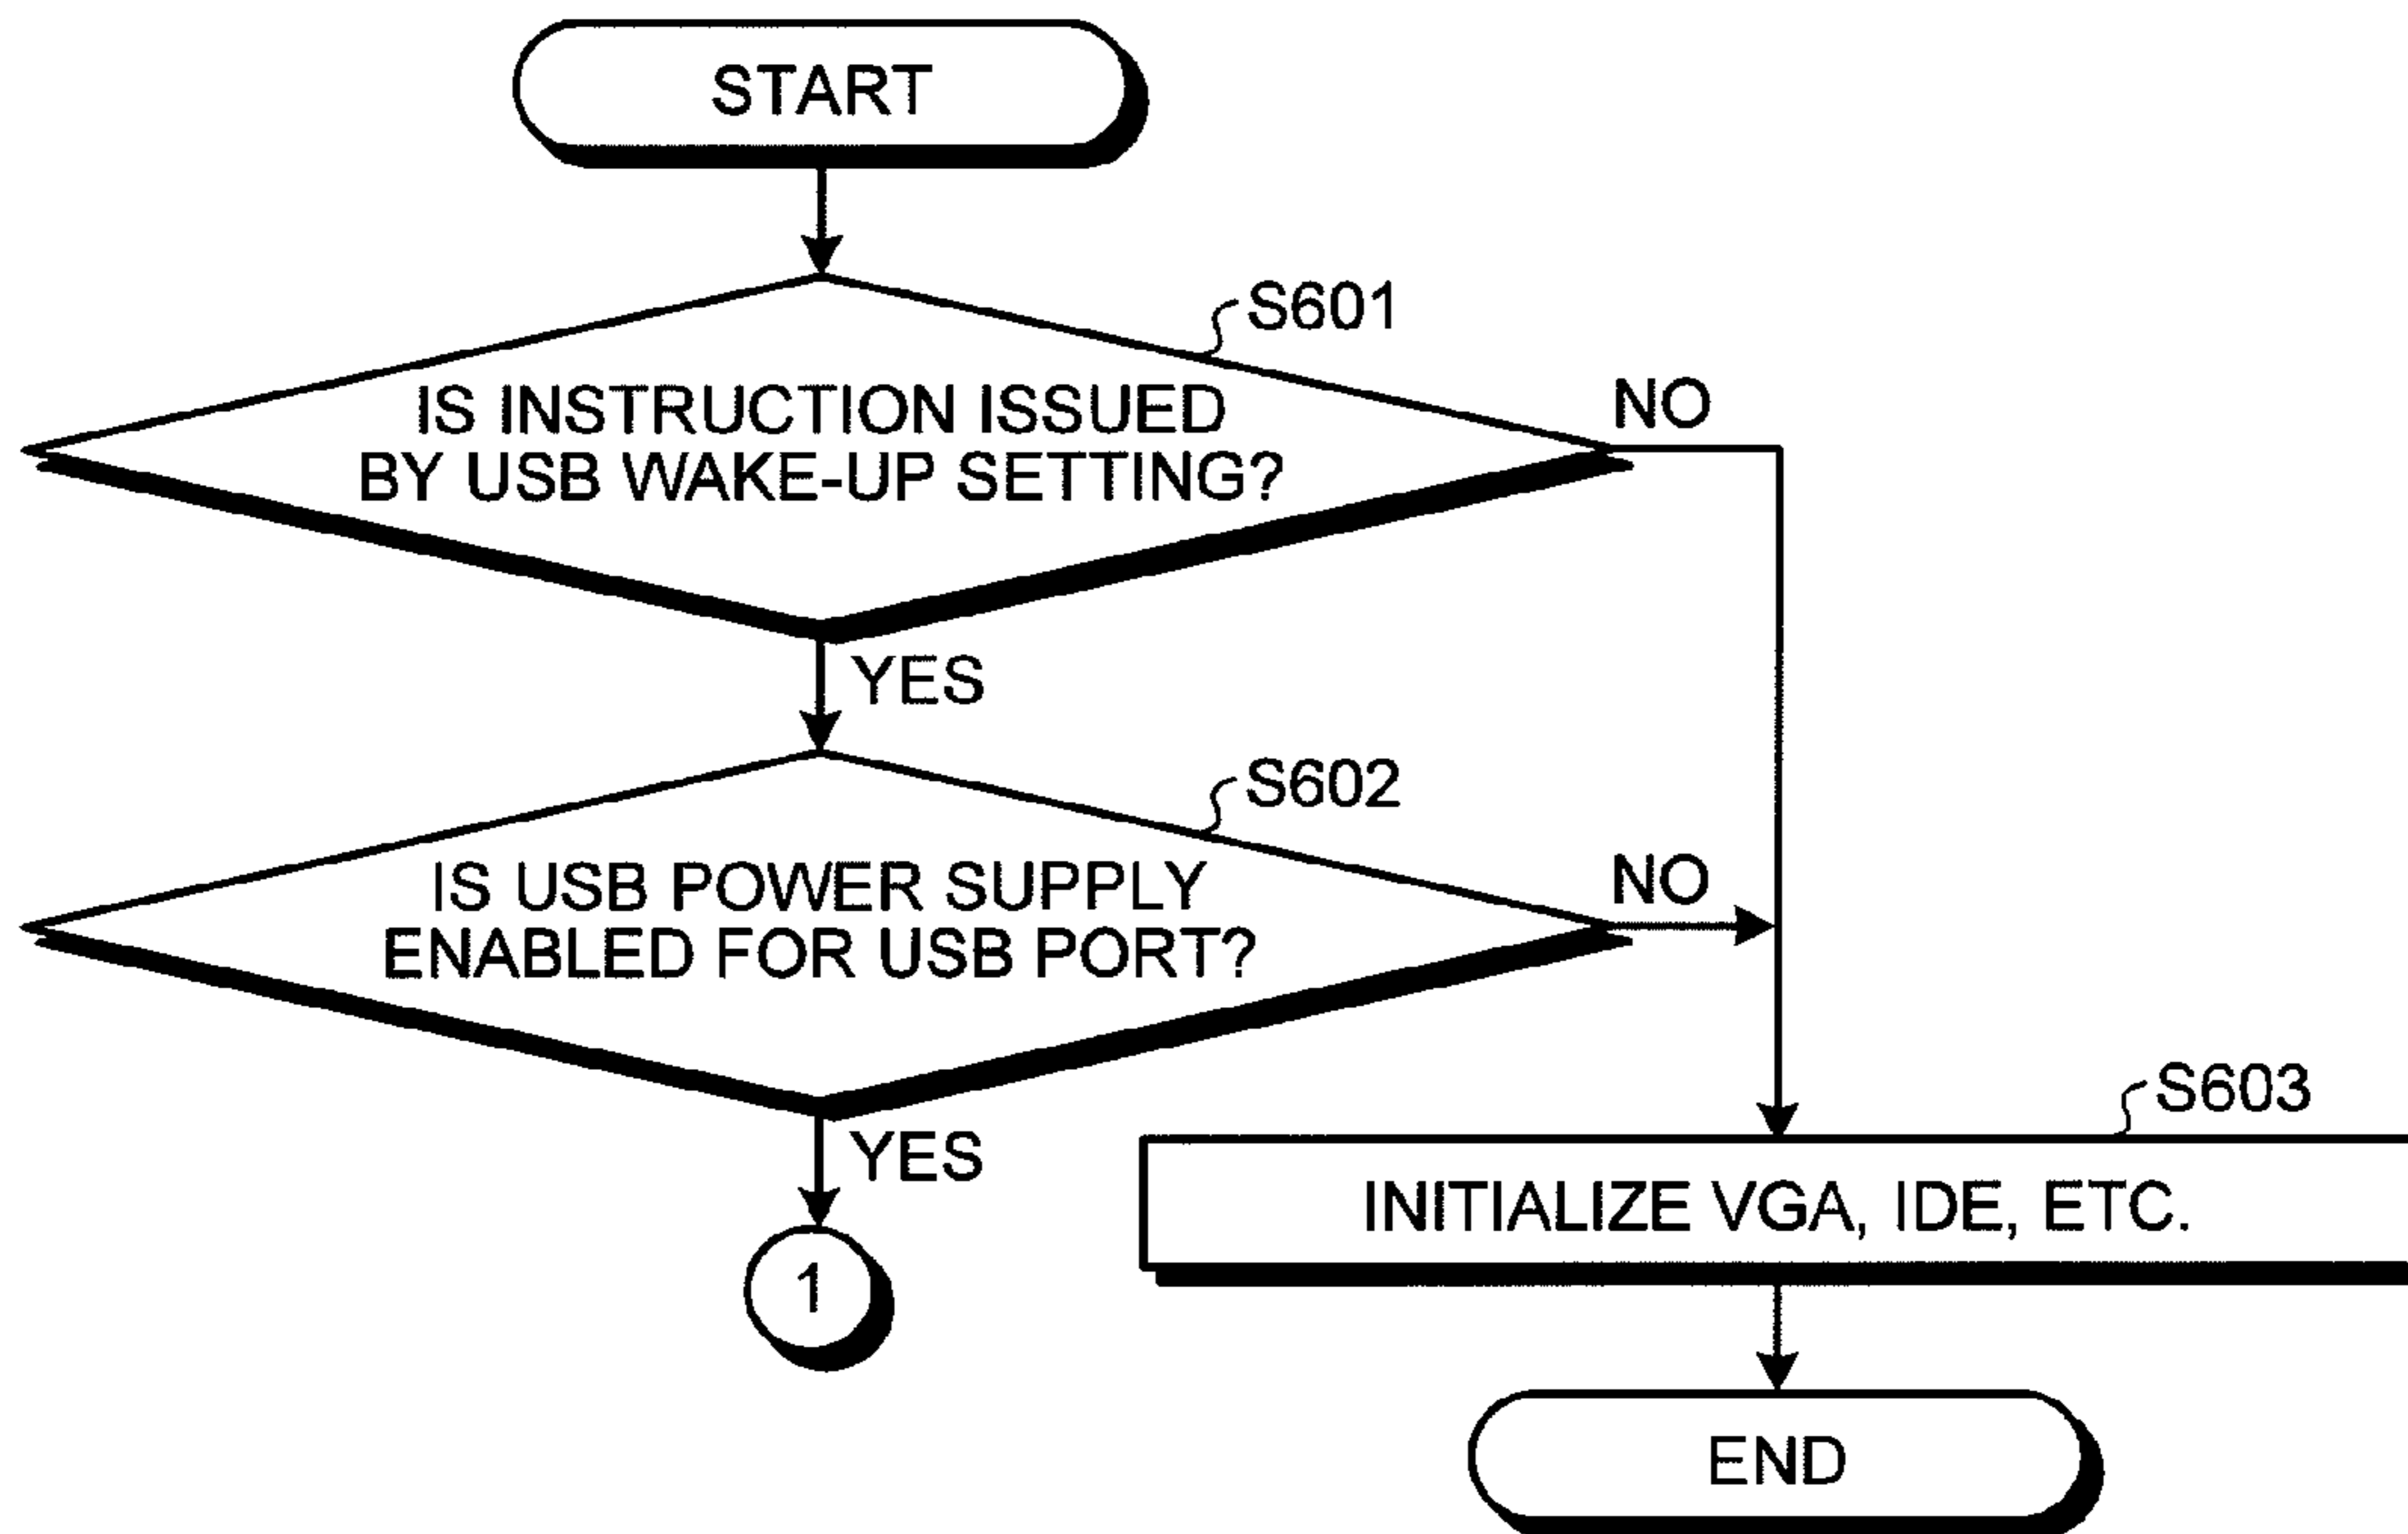 START
S601
IS INSTRUCTION ISSUED
BY USB WAKE-UP SETTING?
NO
YES
S602
IS USB POWER SUPPLY
ENABLED FOR USB PORT?
NO
YES
1
S603
INITIALIZE VGA, IDE, ETC.
END